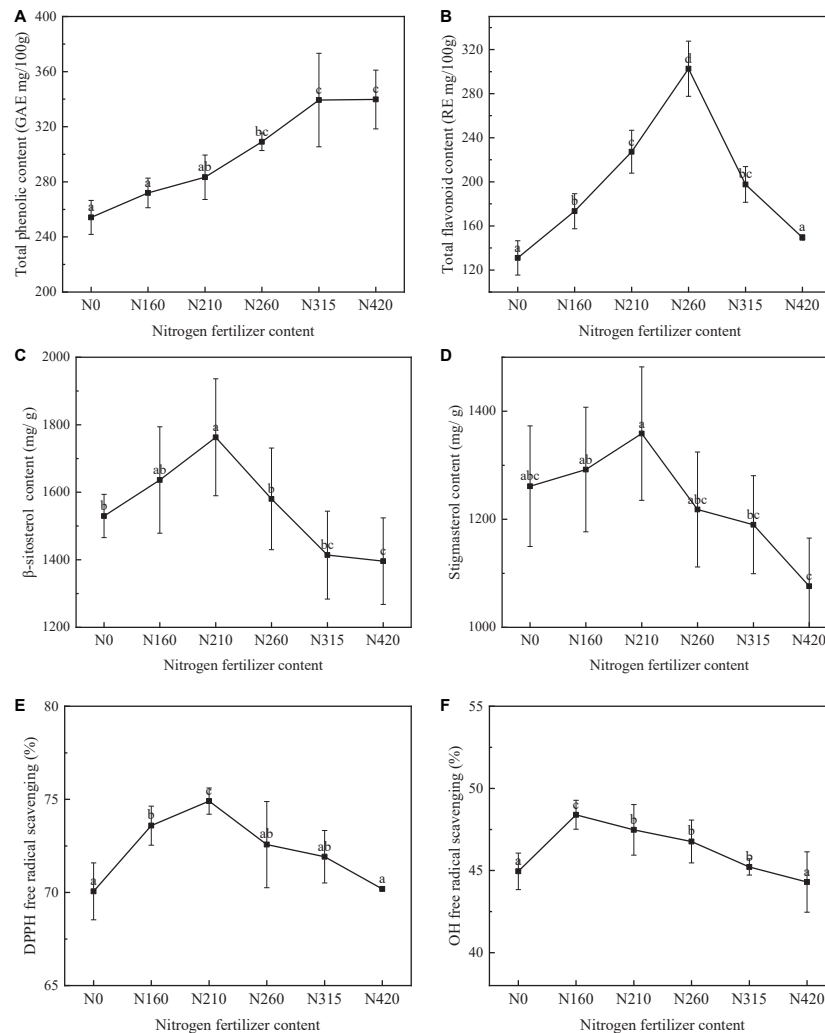 A
Total phenolic content (GAE mg/100g)
400
360
320
280
240
200
a
a
ab
bc
c
c
N0 N160 N210 N260 N315 N420
Nitrogen fertilizer content
B
Total flavonoid content (RE mg/100g)
320
280
240
200
160
120
a
b
c
d
bc
a
N0 N160 N210 N260 N315 N420
Nitrogen fertilizer content
C
β-sitosterol content (mg/ g)
2000
1800
1600
1400
1200
b
ab
a
b
bc
c
N0 N160 N210 N260 N315 N420
Nitrogen fertilizer content
D
Stigmasterol content (mg/ g)
1400
1200
1000
abc
ab
a
abc
bc
c
N0 N160 N210 N260 N315 N420
Nitrogen fertilizer content
E
DPPH free radical scavenging (%)
80
75
70
65
a
b
c
ab
ab
a
N0 N160 N210 N260 N315 N420
Nitrogen fertilizer content
F
OH free radical scavenging (%)
55
50
45
40
a
c
b
b
b
a
N0 N160 N210 N260 N315 N420
Nitrogen fertilizer content